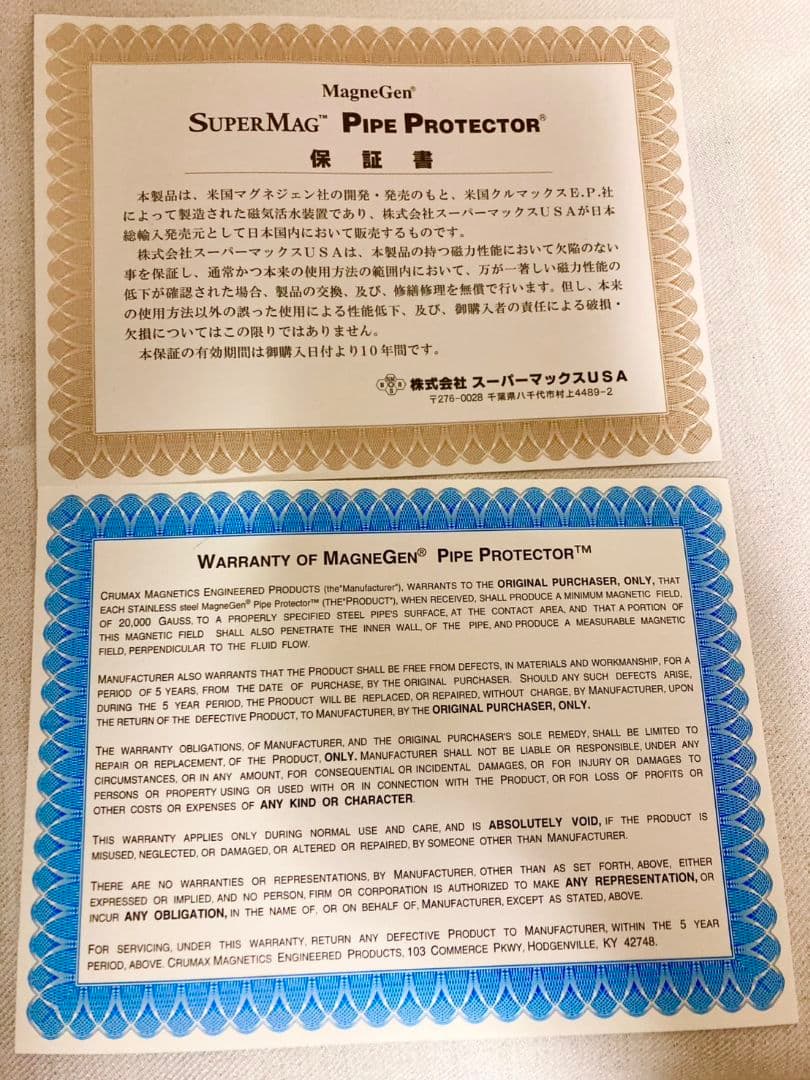 MagneGen®
SUPERMAG™ PIPE PROTECTOR®
保証書
本製品は、米国マグネジェン社の開発・発売のもと、米国クルマックスE.P.社
によって製造された磁気活水装置であり、株式会社スーパーマックスUSAが日本
総輸入発売元として日本国内において販売するものです。
株式会社スーパーマックスUSAは、本製品の持つ磁力性能において欠陥のない
事を保証し、通常かつ本来の使用方法の範囲内において、万が一著しい磁力性能の
低下が確認された場合、製品の交換、及び、修繕修理を無償で行います。但し、本来
の使用方法以外の誤った使用による性能低下、及び、御購入者の責任による破損・
欠損についてはこの限りではありません。
本保証の有効期間は御購入日付より10年間です。
株式会社 スーパーマックスUSA
〒276-0028 千葉県八千代市村上4489-2
WARRANTY OF MAGNEGEN® PIPE PROTECTOR™
CRUMAX MAGNETICS ENGINEERED PRODUCTS (the"Manufacturer"), WARRANTS TO THE ORIGINAL PURCHASER, ONLY, THAT
EACH STAINLESS steel MagneGen® Pipe Protector™ (THE"PRODUCT"), WHEN RECEIVED, SHALL PRODUCE A MINIMUM MAGNETIC FIELD,
OF 20,000 GAUSS, TO A PROPERLY SPECIFIED STEEL PIPE'S SURFACE, AT THE CONTACT AREA, AND THAT A PORTION OF
THIS MAGNETIC FIELD SHALL ALSO PENETRATE THE INNER WALL, OF THE PIPE, AND PRODUCE A MEASURABLE MAGNETIC
FIELD, PERPENDICULAR TO THE FLUID FLOW.
MANUFACTURER ALSO WARRANTS THAT THE PRODUCT SHALL BE FREE FROM DEFECTS, IN MATERIALS AND WORKMANSHIP, FOR A
PERIOD OF 5 YEARS, FROM THE DATE OF PURCHASE, BY THE ORIGINAL PURCHASER. SHOULD ANY SUCH DEFECTS ARISE,
DURING THE 5 YEAR PERIOD, THE PRODUCT WILL BE REPLACED, OR REPAIRED, WITHOUT CHARGE, BY MANUFACTURER, UPON
THE RETURN OF THE DEFECTIVE PRODUCT, TO MANUFACTURER, BY THE ORIGINAL PURCHASER, ONLY.
THE WARRANTY OBLIGATIONS, OF MANUFACTURER, AND THE ORIGINAL PURCHASER'S SOLE REMEDY, SHALL BE LIMITED TO
REPAIR OR REPLACEMENT, OF THE PRODUCT, ONLY. MANUFACTURER SHALL NOT BE LIABLE OR RESPONSIBLE, UNDER ANY
CIRCUMSTANCES, OR IN ANY AMOUNT, FOR CONSEQUENTIAL OR INCIDENTAL DAMAGES, OR FOR INJURY OR DAMAGES TO
PERSONS OR PROPERTY USING OR USED WITH OR IN CONNECTION WITH THE PRODUCT, OR FOR LOSS OF PROFITS OR
OTHER COSTS OR EXPENSES OF ANY KIND OR CHARACTER.
THIS WARRANTY APPLIES ONLY DURING NORMAL USE AND CARE, AND IS ABSOLUTELY VOID, IF THE PRODUCT IS
MISUSED, NEGLECTED, OR DAMAGED, OR ALTERED OR REPAIRED, BY SOMEONE OTHER THAN MANUFACTURER.
THERE ARE NO WARRANTIES OR REPRESENTATIONS, BY MANUFACTURER, OTHER THAN AS SET FORTH, ABOVE, EITHER
EXPRESSED OR IMPLIED, AND NO PERSON, FIRM OR CORPORATION IS AUTHORIZED TO MAKE ANY REPRESENTATION, OR
INCUR ANY OBLIGATION, IN THE NAME OF, OR ON BEHALF OF, MANUFACTURER, EXCEPT AS STATED, ABOVE.
FOR SERVICING, UNDER THIS WARRANTY, RETURN ANY DEFECTIVE PRODUCT TO MANUFACTURER, WITHIN THE 5 YEAR
PERIOD, ABOVE. CRUMAX MAGNETICS ENGINEERED PRODUCTS, 103 COMMERCE PKWY, HODGENVILLE, KY 42748.